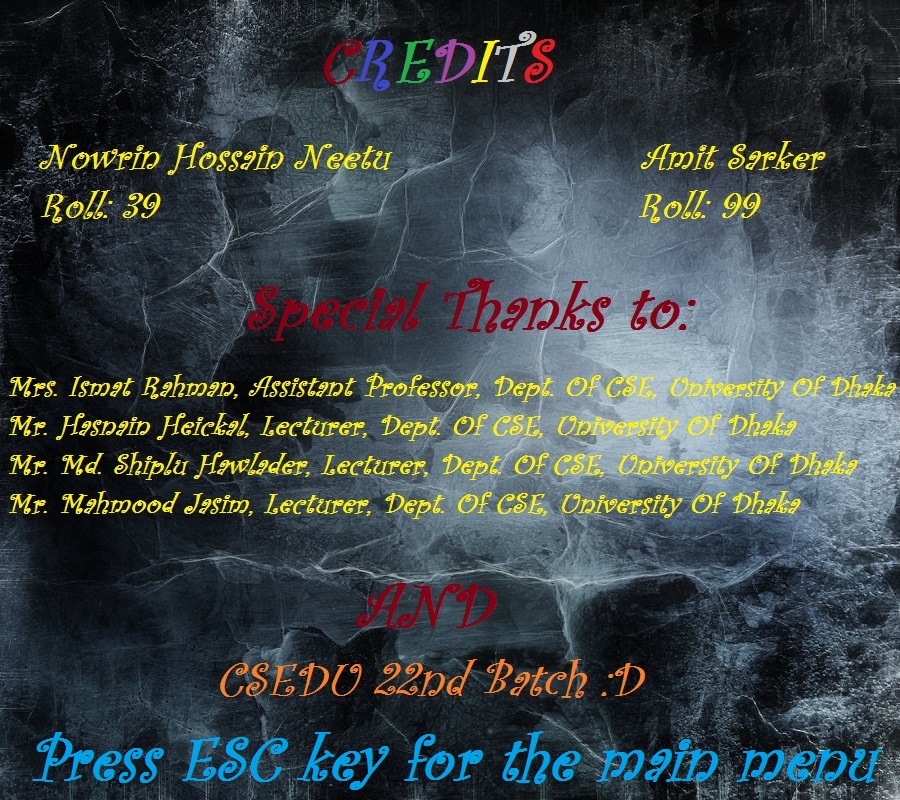 CREDITS
Nowrin Hossain Neetu
Roll: 39
Amit Sarker
Roll: 99
Special Thanks to:
Mrs. Ismat Rahman, Assistant Professor, Dept. Of CSE, University Of Dhaka
Mr. Hasnain Heickal, Lecturer, Dept. Of CSE, University Of Dhaka
Mr. Md. Shiplu Hawlader, Lecturer, Dept. Of CSE, University Of Dhaka
Mr. Mahmood Jasim, Lecturer, Dept. Of CSE, University Of Dhaka
AND
CSEDU 22nd Batch :D
Press ESC key for the main menu